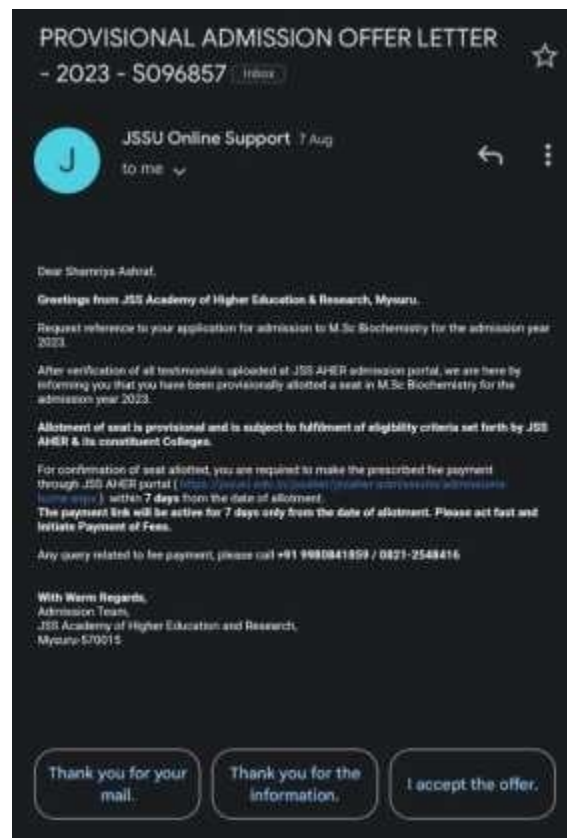 PROVISIONAL ADMISSION OFFER LETTER
- 2023 - S096857 Inbox
J
JSSU Online Support 7 Aug
to me
Dear Shamriya Ashraf,
Greetings from JSS Academy of Higher Education & Research, Mysuru.
Request reference to your application for admission to M.Sc Biochemistry for the admission year
2023.
After verification of all testimonials uploaded at JSS AHER admission portal, we are here by
informing you that you have been provisionally allotted a seat in M.Sc Biochemistry for the
admission year 2023.
Allotment of seat is provisional and is subject to fulfilment of eligibility criteria set forth by JSS
AHER & its constituent Colleges.
For confirmation of seat allotted, you are required to make the prescribed fee payment
through JSS AHER portal (
) within 7 days from the date of allotment.
The payment link will be active for 7 days only from the date of allotment. Please act fast and
Initiate Payment of Fees.
Any query related to fee payment, please call +91 9980841859 / 0821-2548416
With Warm Regards,
Admission Team,
JSS Academy of Higher Education and Research,
Mysuru-570015
Thank you for your
mail.
Thank you for the
information.
I accept the offer.